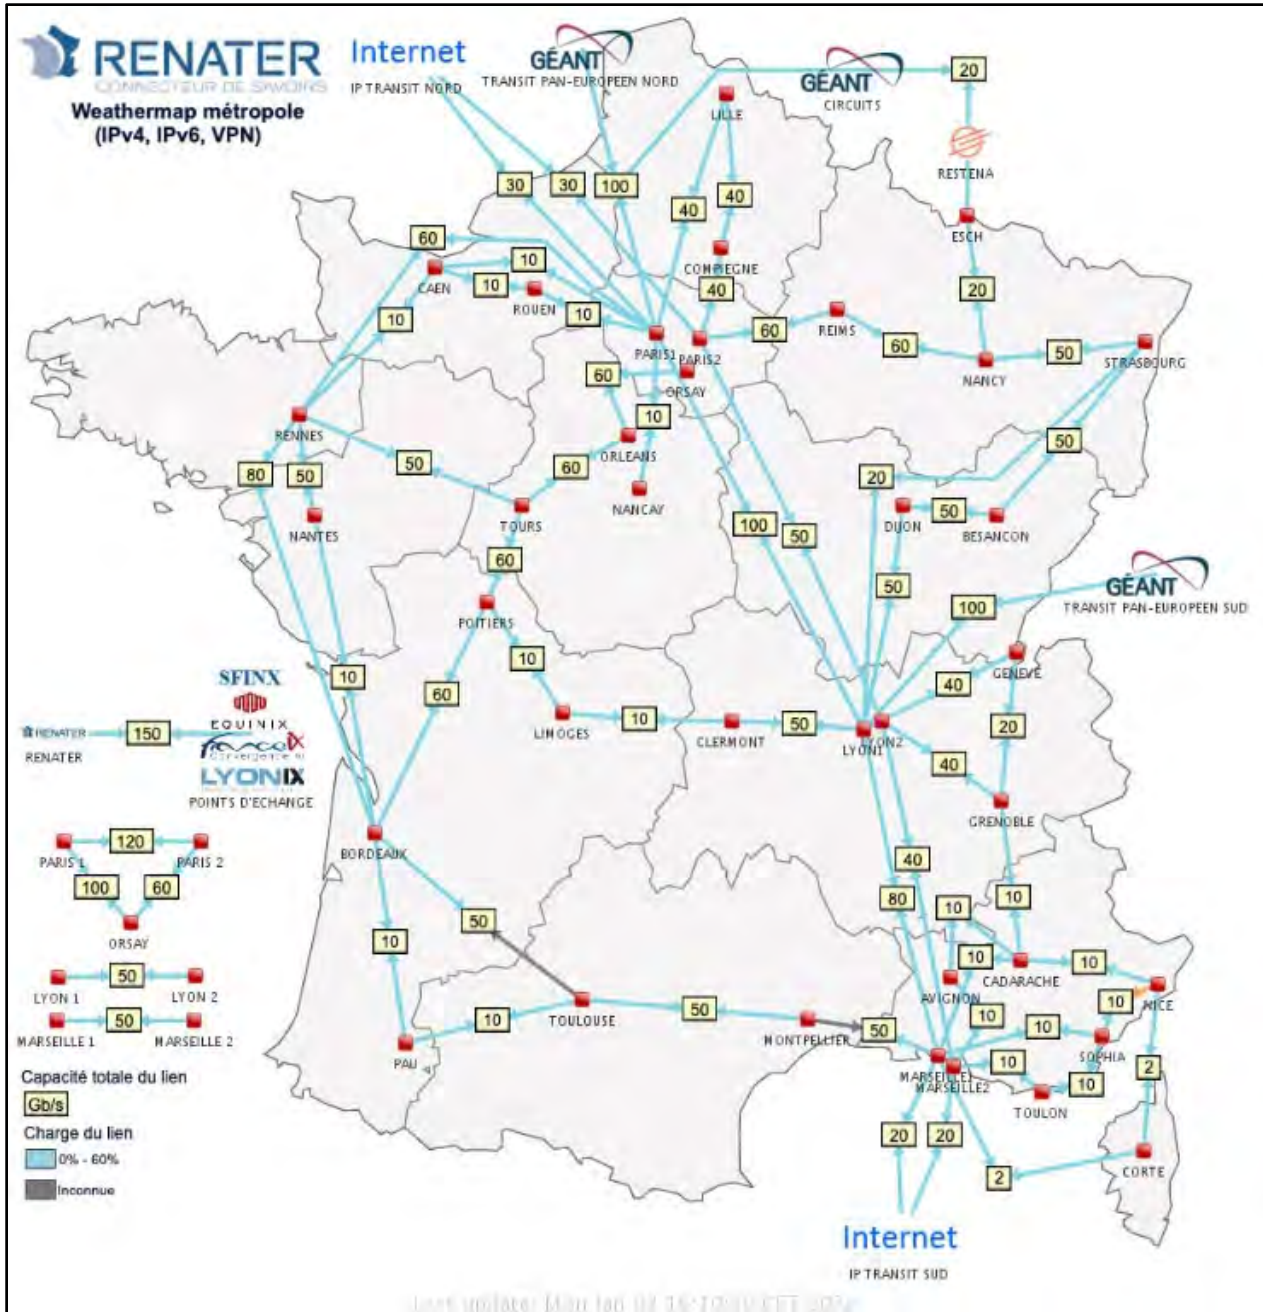 RENATER
CONNECTEUR DE SAVOIRS
Weathermap métropole
(IPv4, IPv6, VPN)
Internet
IP TRANSIT NORD
GÉANT
TRANSIT PAN-EUROPEEN NORD
GÉANT
CIRCUITS
20
LILLE
RESTENA
30
30
100
40
40
ESCH
60
10
COMPIEGNE
CAEN
10
ROUEN
40
20
10
10
PARIS1
PARIS2
60
REIMS
60
NANCY
50
STRASBOURG
60
ORSAY
10
RENNES
ORLEANS
50
80
50
50
60
20
NANCAY
NANTES
TOURS
100
50
DIJON
50
BESANCON
60
50
GÉANT
TRANSIT PAN-EUROPEEN SUD
100
POITIERS
10
GENEVE
SFINX
EQUINIX
10
60
40
RENATER
RENATER
150
franceIX
LYONIX
POINTS D'ECHANGE
LIMOGES
10
CLERMONT
50
LYON1
LYON2
20
40
GRENOBLE
PARIS 1
120
PARIS 2
BORDEAUX
40
100
60
80
10
ORSAY
50
10
10
10
10
LYON 1
50
LYON 2
AVIGNON
CADARACHE
NICE
10
MARSEILLE 1
50
MARSEILLE 2
PAU
10
TOULOUSE
50
MONTPELLIER
50
10
10
SOPHIA
MARSEILLE1
MARSEILLE2
10
10
TOULON
2
Capacité totale du lien
Gb/s
Charge du lien
0% - 60%
Inconnue
20
20
2
CORTE
Internet
IP TRANSIT SUD